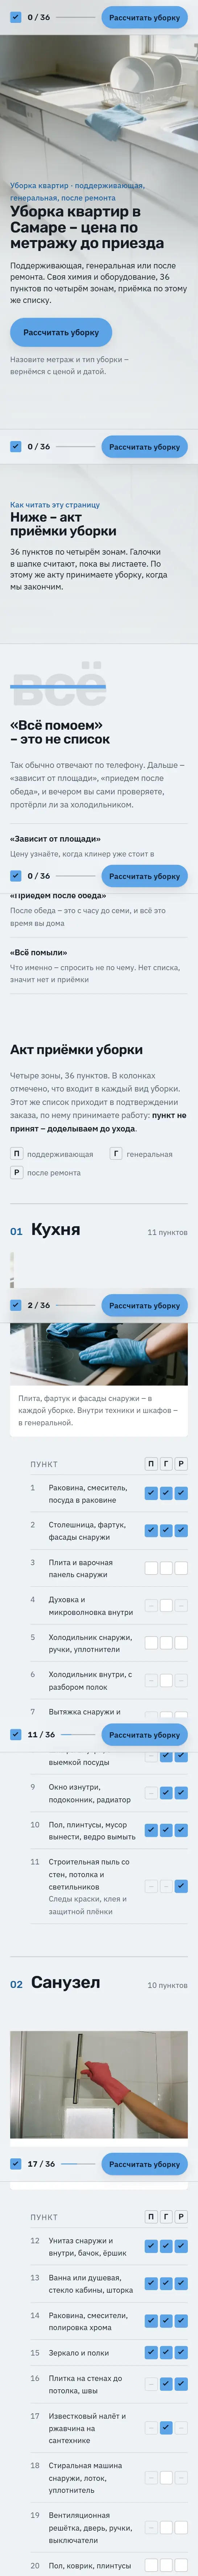 0 / 36
Рассчитать уборку
Уборка квартир · поддерживающая,
генеральная, после ремонта
Уборка квартир в
Самаре – цена по
метражу до приезда
Поддерживающая, генеральная или после
ремонта. Своя химия и оборудование, 36
пунктов по четырём зонам, приёмка по этому
же списку.
Рассчитать уборку
Назовите метраж и тип уборки –
вернёмся с ценой и датой.
0 / 36
Рассчитать уборку
Как читать эту страницу
Ниже – акт
приёмки уборки
36 пунктов по четырём зонам. Галочки
в шапке считают, пока вы листаете. По
этому же акту принимаете уборку, когда
мы закончим.
всё
«Всё помоем»
– это не список
Так обычно отвечают по телефону. Дальше –
«зависит от площади», «приедем после
обеда», и вечером вы сами проверяете,
протёрли ли за холодильником.
«Зависит от площади»
Цену узнаёте, когда клинер уже стоит в
0 / 36
Рассчитать уборку
«Приедем после обеда»
После обеда – это с часу до семи, и всё это
время вы дома
«Всё помыли»
Что именно – спросить не по чему. Нет списка,
значит нет и приёмки
Акт приёмки уборки
Четыре зоны, 36 пунктов. В колонках
отмечено, что входит в каждый вид уборки.
Этот же список приходит в подтверждении
заказа, по нему принимаете работу: пункт не
принят – доделываем до ухода.
П поддерживающая Г генеральная
Р после ремонта
01 Кухня 11 пунктов
2 / 36
Рассчитать уборку
Плита, фартук и фасады снаружи – в
каждой уборке. Внутри техники и шкафов –
в генеральной.
ПУНКТ П Г Р
1 Раковина, смеситель,
посуда в раковине
2 Столешница, фартук,
фасады снаружи
3 Плита и варочная
панель снаружи
4 Духовка и
микроволновка внутри
5 Холодильник снаружи,
ручки, уплотнители
6 Холодильник внутри, с
разбором полок
7 Вытяжка снаружи и
11 / 36
Рассчитать уборку
выемкой посуды
9 Окно изнутри,
подоконник, радиатор
10 Пол, плинтусы, мусор
вынести, ведро вымыть
11 Строительная пыль со
стен, потолка и
светильников
Следы краски, клея и
защитной плёнки
02 Санузел 10 пунктов
17 / 36
Рассчитать уборку
ПУНКТ П Г Р
12 Унитаз снаружи и
внутри, бачок, ёршик
13 Ванна или душевая,
стекло кабины, шторка
14 Раковина, смесители,
полировка хрома
15 Зеркало и полки
16 Плитка на стенах до
потолка, швы
17 Известковый налёт и
ржавчина на
сантехнике
18 Стиральная машина
снаружи, лоток,
уплотнитель
19 Вентиляционная
решётка, дверь, ручки,
выключатели
20 Пол, коврик, плинтусы